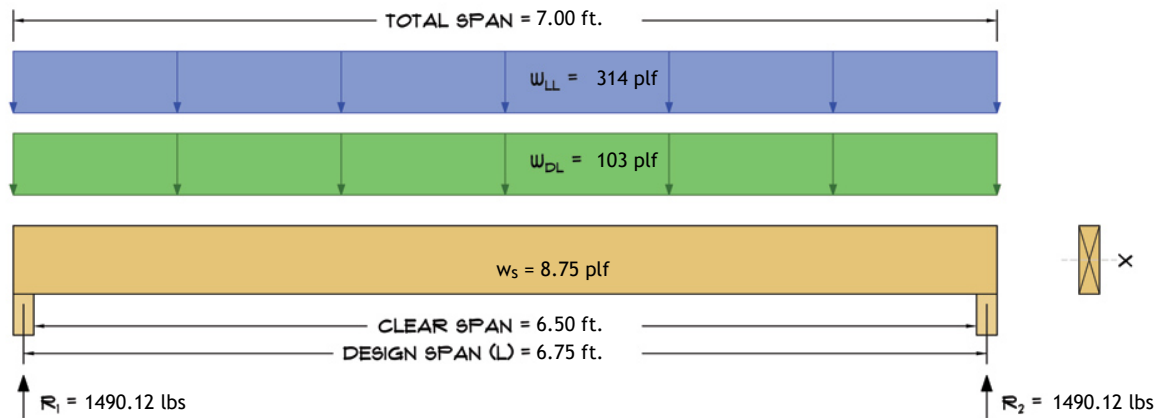 TOTAL SPAN = 7.00 ft.
WLL = 314 plf
WDL = 103 plf
ws = 8.75 plf
X
CLEAR SPAN = 6.50 ft.
DESIGN SPAN (L) = 6.75 ft.
R1 = 1490.12 lbs
R2 = 1490.12 lbs